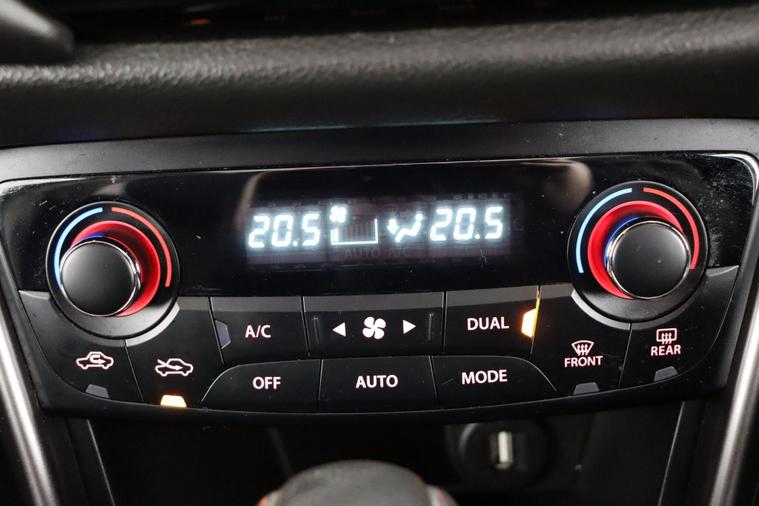 20.5 20.5
AUTO A/C
A/C
DUAL
FRONT
REAR
OFF
AUTO
MODE